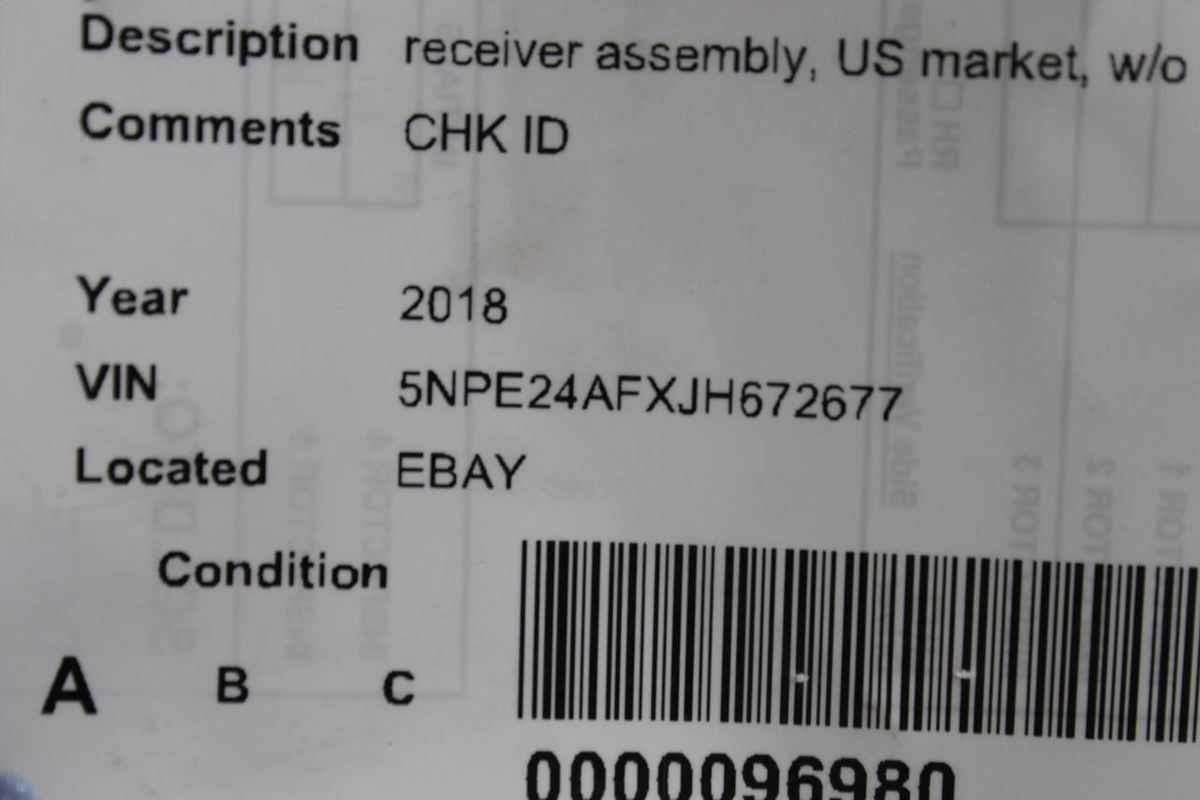 Description receiver assembly, US market, w/o
Comments CHK ID
Year 2018
VIN 5NPE24AFXJH672677
Located EBAY
Condition
A B C
0000096980